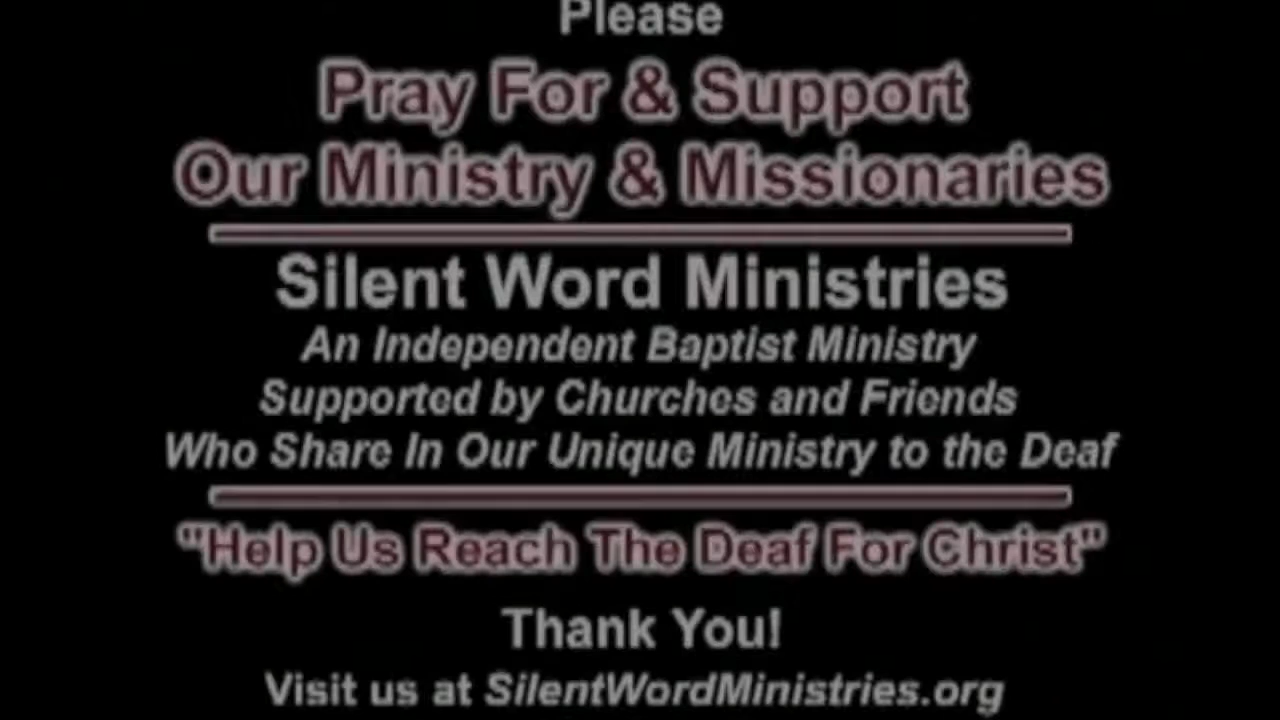 Please
Pray For & Support
Our Ministry & Missionaries
Silent Word Ministries
An Independent Baptist Ministry
Supported by Churches and Friends
Who Share In Our Unique Ministry to the Deaf
"Help Us Reach The Deaf For Christ"
Thank You!
Visit us at SilentWordMinistries.org